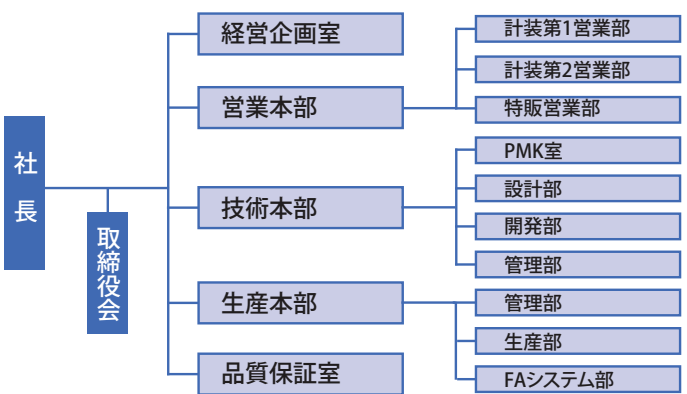 社長
取締役会
経営企画室
営業本部
計装第1営業部
計装第2営業部
特販営業部
技術本部
PMK室
設計部
開発部
管理部
生産本部
管理部
生産部
FAシステム部
品質保証室